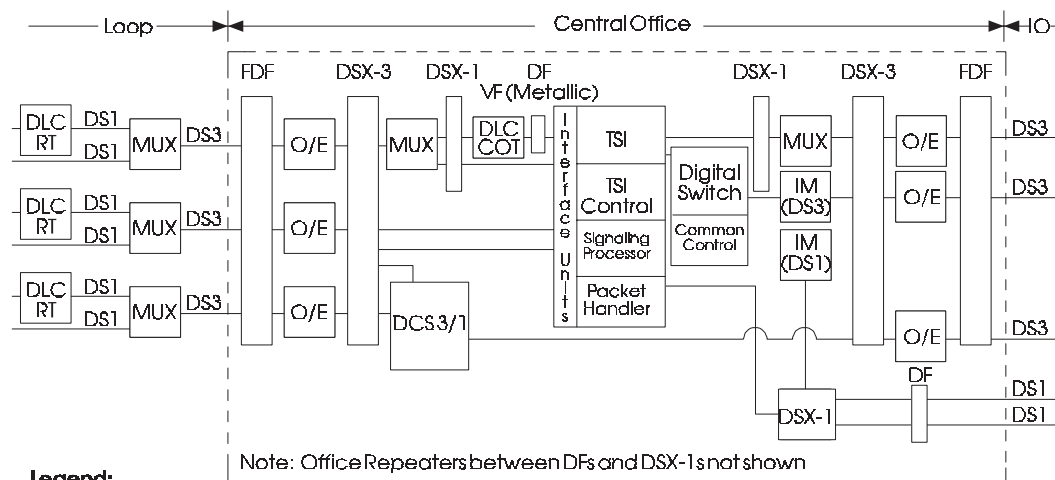 Loop
Central Office
IO
FDF
DSX-3
DSX-1
DF
VF (Metallic)
DSX-1
DSX-3
FDF
DLC
RT
DS1
DS1
MUX
DS3
O/E
MUX
DLC
COT
Interface Units
TSI
TSI
Control
Signaling
Processor
Packet
Handler
Digital
Switch
Common
Control
MUX
IM
(DS3)
IM
(DS1)
O/E
O/E
DS3
DS3
DLC
RT
DS1
DS1
MUX
DS3
O/E
DLC
RT
DS1
DS1
MUX
DS3
O/E
DCS 3/1
O/E
DS3
DF
DSX-1
DS1
DS1
Note: Office Repeaters between DFs and DSX-1s not shown
Legend: